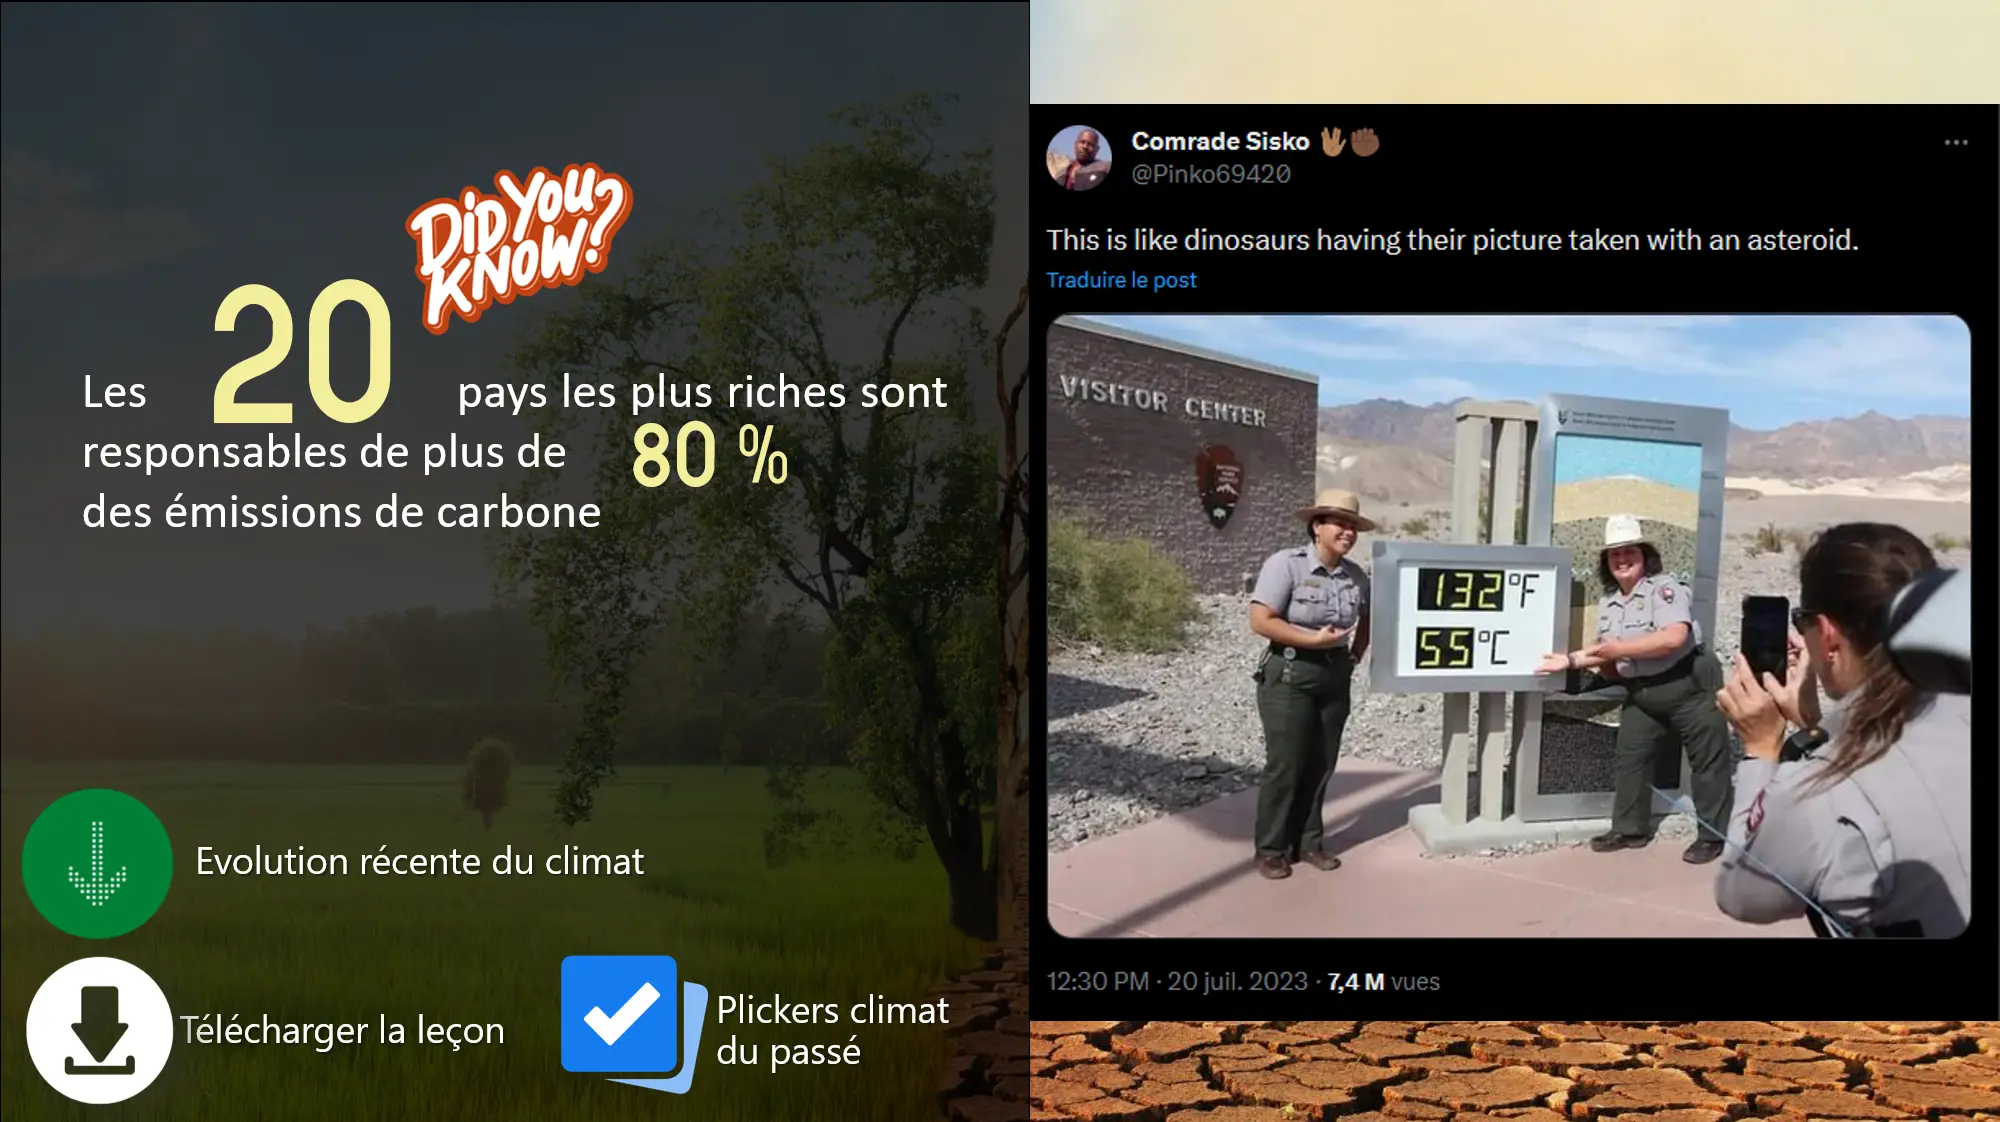 DiD YOU
KNOW?
Les 20 pays les plus riches sont
responsables de plus de 80 %
des émissions de carbone
Evolution récente du climat
Télécharger la leçon
Plickers climat
du passé
Comrade Sisko 🖖🏽✊🏾
@Pinko69420
This is like dinosaurs having their picture taken with an asteroid.
Traduire le post
VISITOR CENTER
132°F
55°C
12:30 PM · 20 juil. 2023 · 7,4 M vues